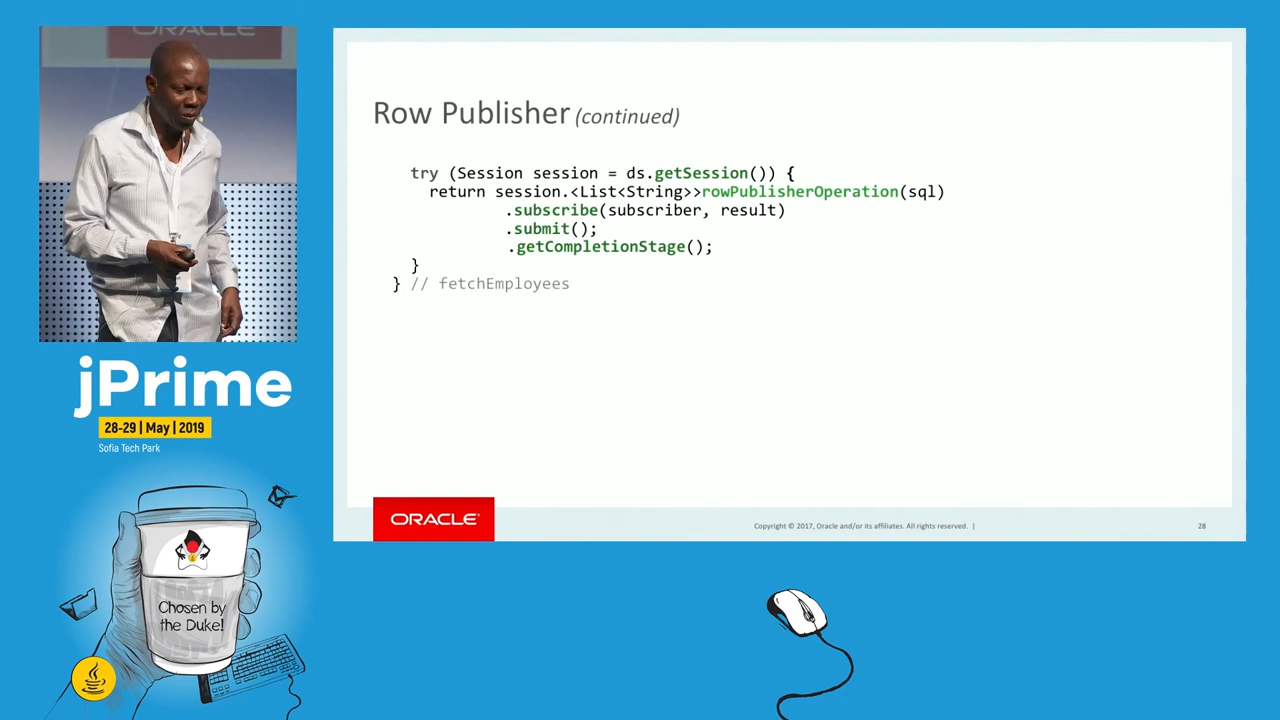 ORACLE
Row Publisher (continued)
try (Session session = ds.getSession()) {
return session.<List<String>>rowPublisherOperation(sql)
.subscribe(subscriber, result)
.submit();
.getCompletionStage();
}
} // fetchEmployees
jPrime
28-29 | May | 2019
Sofia Tech Park
Chosen by
the Duke!
ORACLE
Copyright © 2017, Oracle and/or its affiliates. All rights reserved. |
28